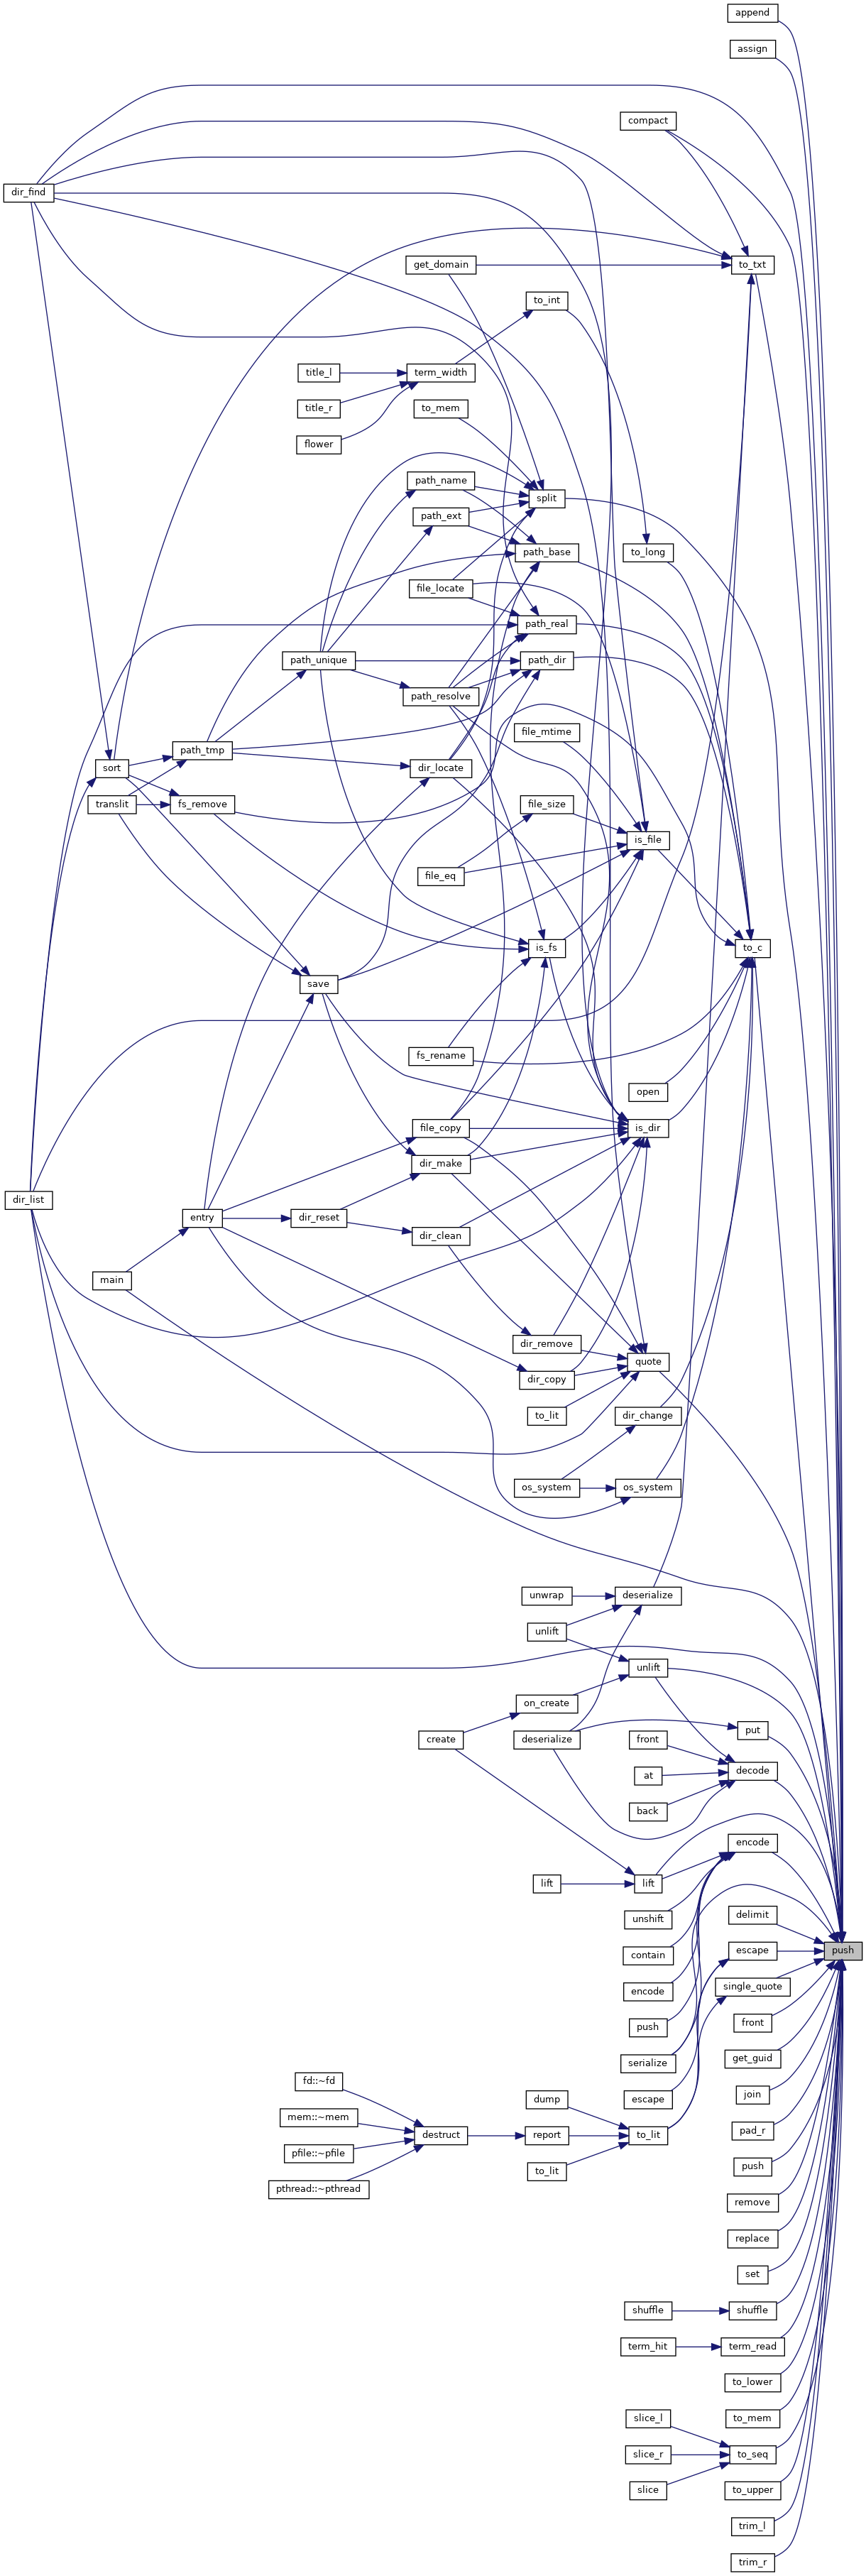 append
assign
compact
dir_find
to_txt
get_domain
to_int
title_l
term_width
title_r
to_mem
flower
path_name
split
path_ext
path_base
to_long
file_locate
path_real
path_unique
path_dir
path_resolve
file_mtime
path_tmp
sort
dir_locate
translit
fs_remove
file_size
is_file
file_eq
is_fs
to_c
save
fs_rename
open
file_copy
is_dir
dir_make
dir_list
entry
dir_reset
dir_clean
main
dir_remove
quote
dir_copy
to_lit
dir_change
os_system
os_system
unwrap
deserialize
unlift
unlift
on_create
put
create
deserialize
front
decode
at
back
encode
lift
lift
unshift
delimit
contain
escape
push
encode
single_quote
push
front
serialize
get_guid
fd::~fd
escape
join
mem::~mem
dump
pad_r
destruct
report
to_lit
pfile::~pfile
to_lit
push
pthread::~pthread
remove
replace
set
shuffle
shuffle
term_hit
term_read
to_lower
slice_l
to_mem
slice_r
to_seq
slice
to_upper
trim_l
trim_r